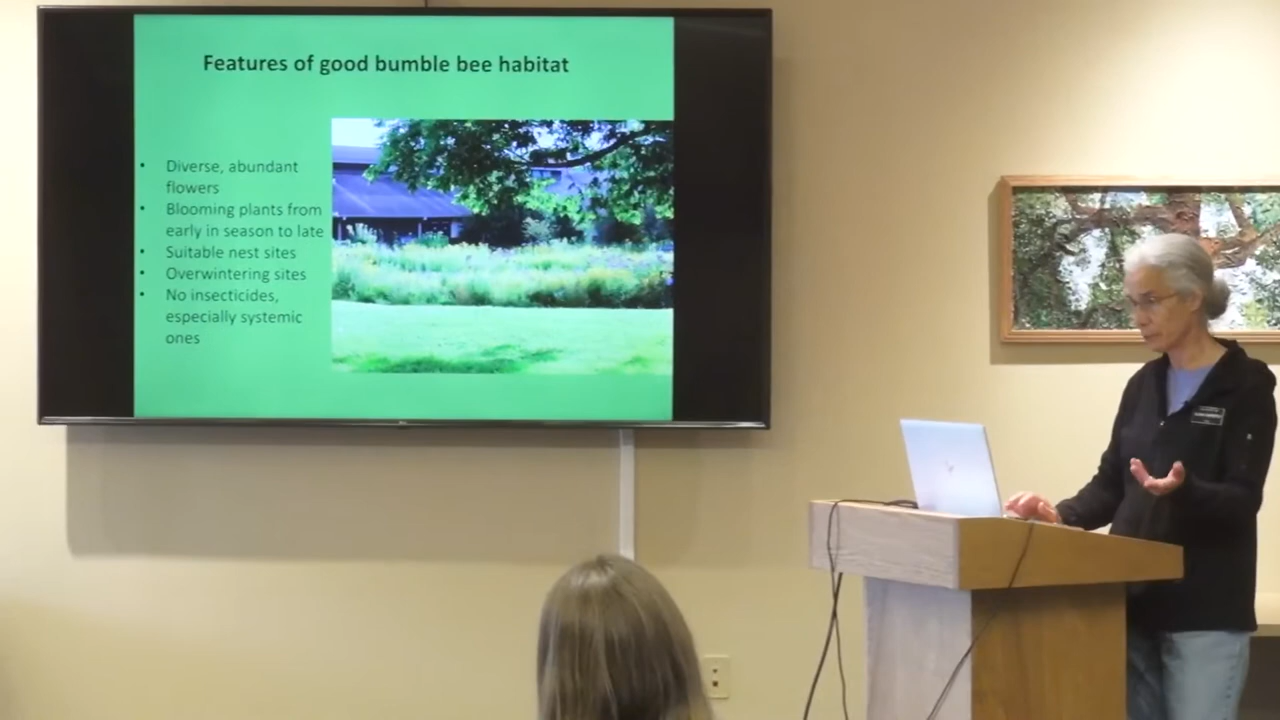 Features of good bumble bee habitat
• Diverse, abundant
flowers
• Blooming plants from
early in season to late
• Suitable nest sites
• Overwintering sites
• No insecticides,
especially systemic
ones